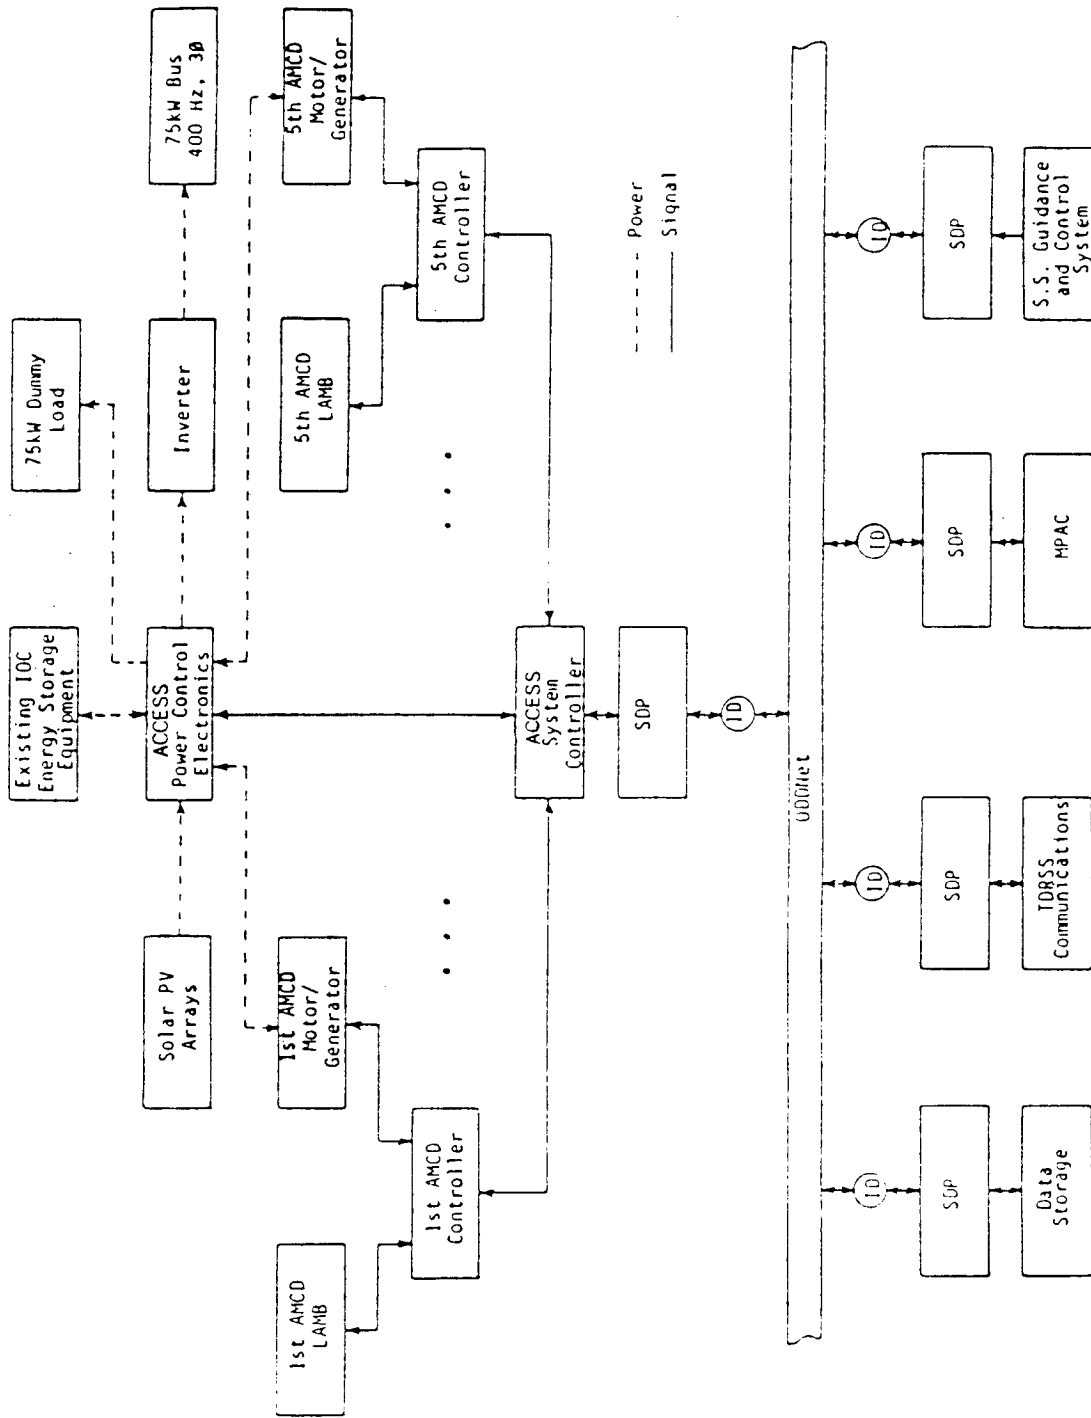 Existing IOC
Energy Storage
Equipment
75kW Dummy
Load
Solar PV
Arrays
ACCESS
Power Control
Electronics
Inverter
75kW Bus
400 Hz, 3Ø
1st AMCD
LAMB
1st AMCD
Motor/
Generator
5th AMCD
LAMB
5th AMCD
Motor/
Generator
1st AMCD
Controller
5th AMCD
Controller
ACCESS
System
Controller
SDP
ID
Power
Signal
ODDNet
ID
ID
ID
ID
SDP
SDP
SDP
SDP
Data
Storage
TDRSS
Communications
MPAC
S.S. Guidance
and Control
System